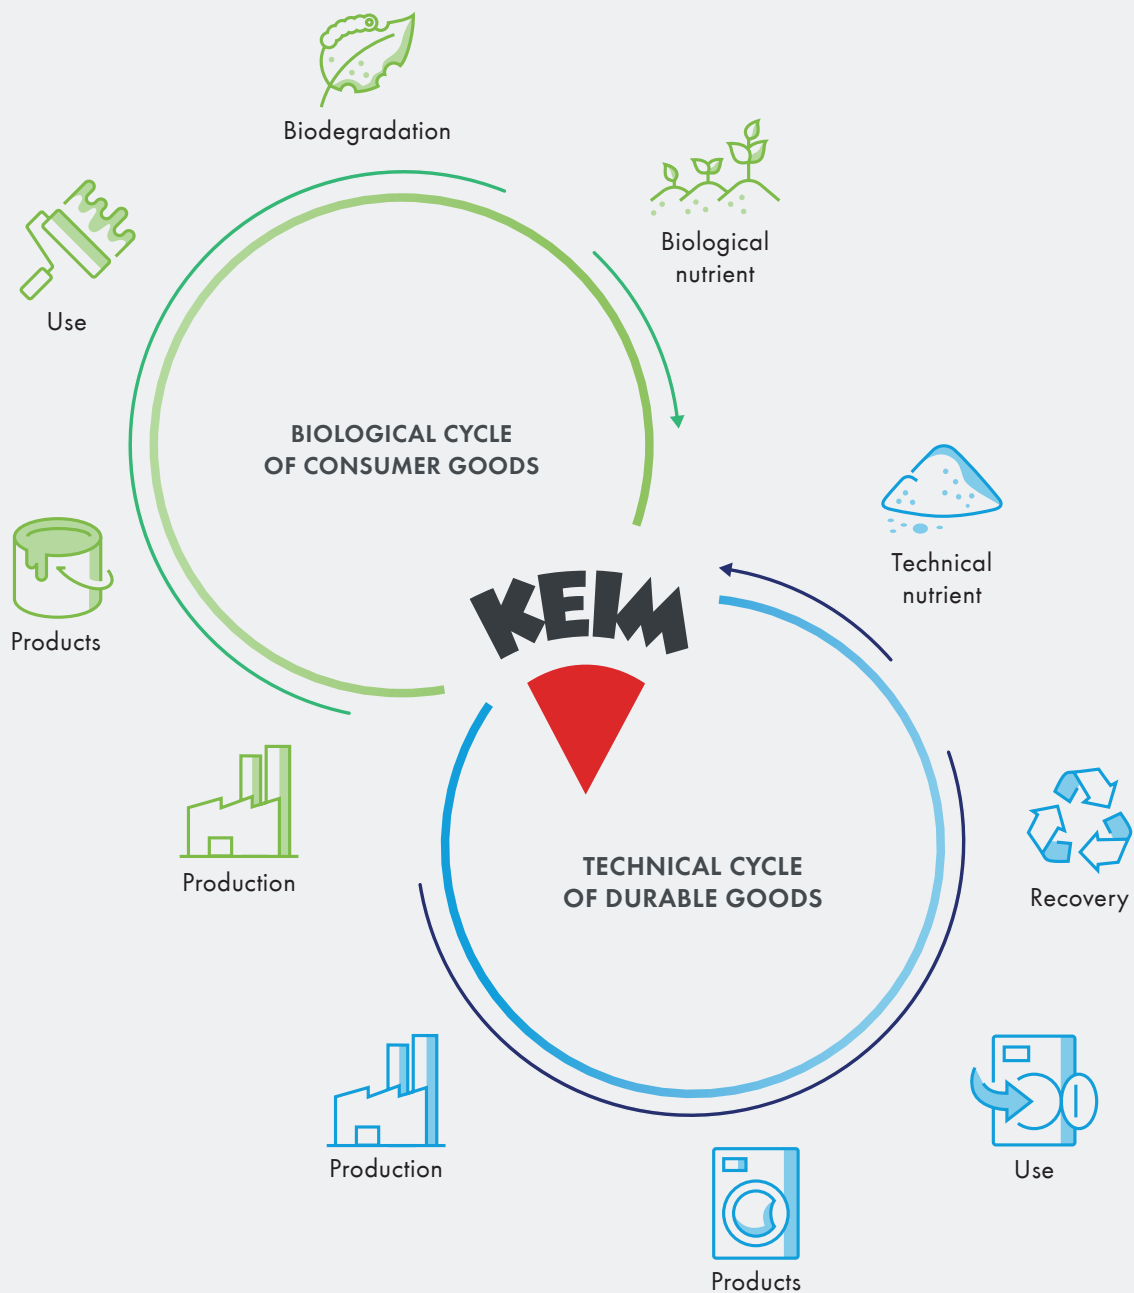 Biodegradation
Biological
nutrient
Use
BIOLOGICAL CYCLE
OF CONSUMER GOODS
Products
Production
KEIM
Technical
nutrient
Recovery
TECHNICAL CYCLE
OF DURABLE GOODS
Production
Use
Products